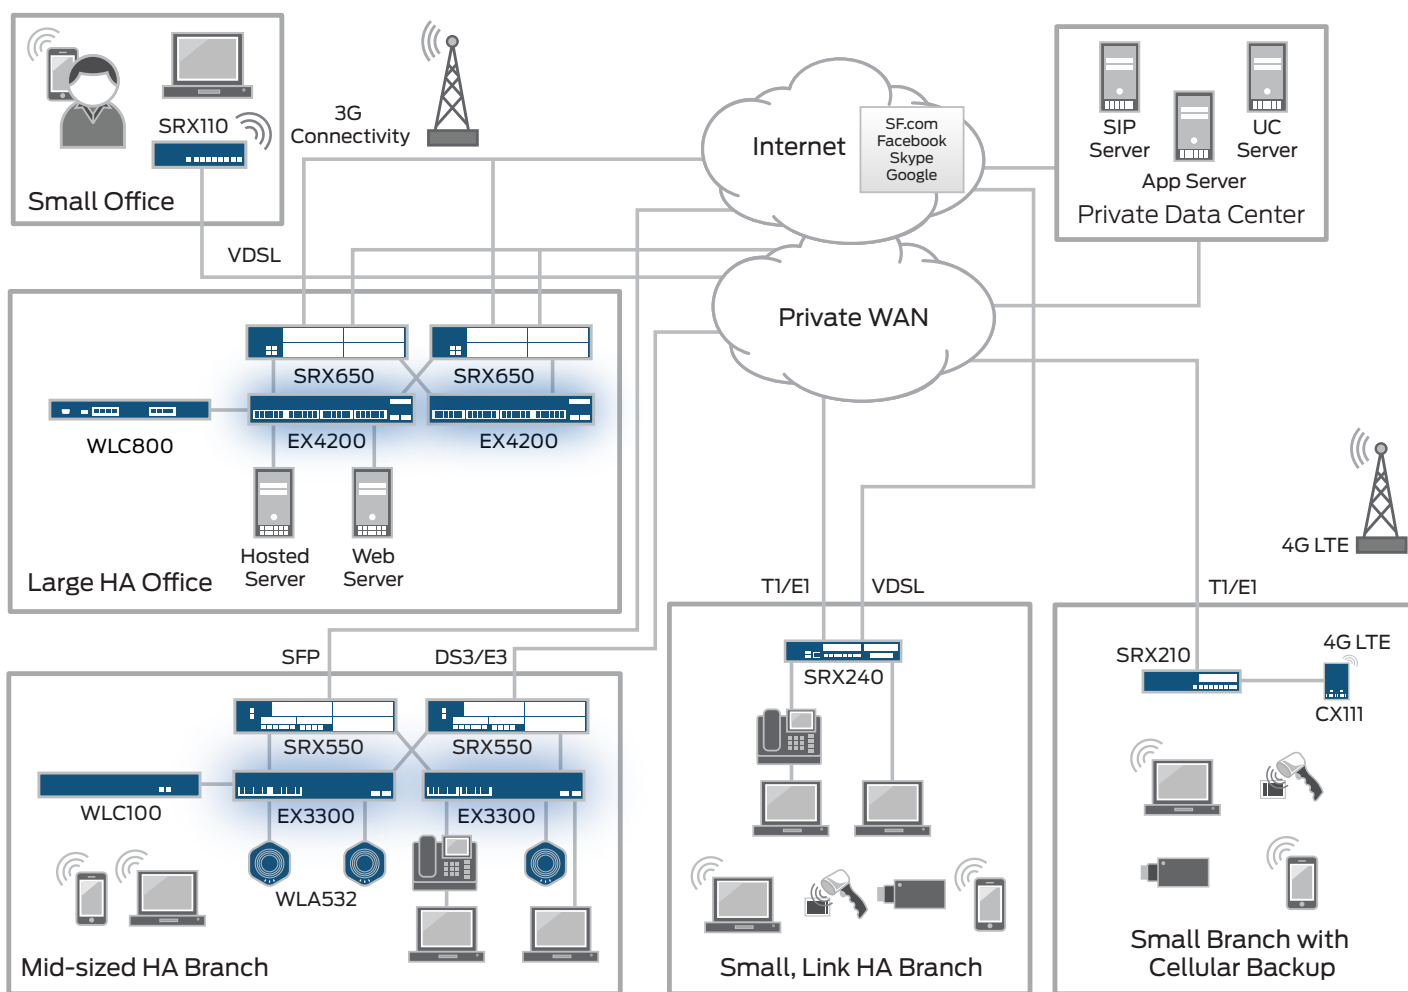 SRX110
Small Office
3G
Connectivity
VDSL
Internet
SF.com
Facebook
Skype
Google
Private WAN
SIP
Server
App Server
UC
Server
Private Data Center
SRX650
SRX650
WLC800
EX4200
EX4200
Hosted
Server
Web
Server
Large HA Office
SFP
DS3/E3
SRX550
SRX550
WLC100
EX3300
EX3300
WLA532
Mid-sized HA Branch
T1/E1
VDSL
SRX240
Small, Link HA Branch
4G LTE
T1/E1
SRX210
4G LTE
CX111
Small Branch with
Cellular Backup